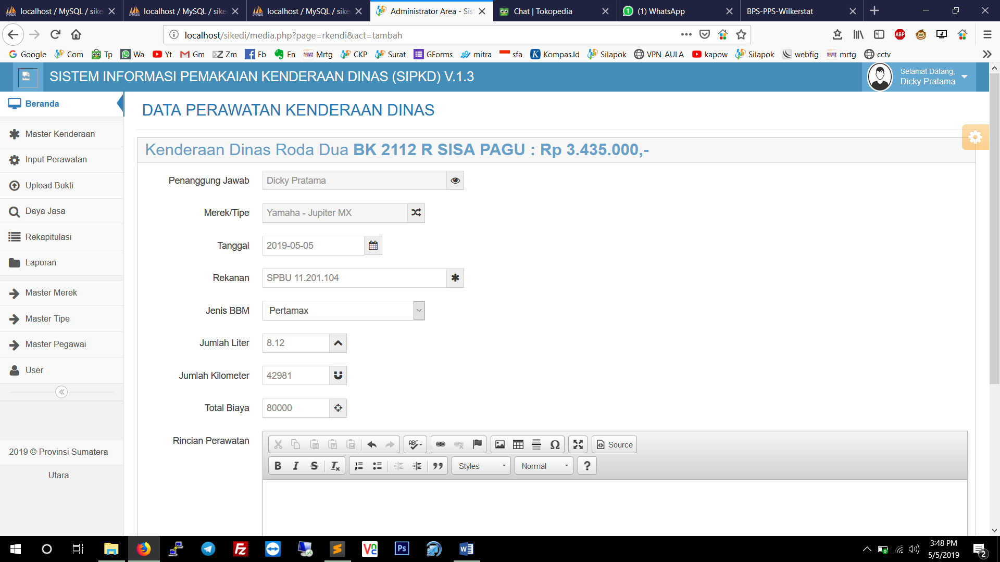 localhost / MySQL / sike
localhost / MySQL / sike
localhost / MySQL / sike
Administrator Area - Sis
Chat | Tokopedia
(1) WhatsApp
BPS-PPS-Wilkerstat
localhost/sikedi/media.php?page=rkendi&act=tambah
ABP
Google Com Tp Wa Yt Gm Zm Fb En Mrtg CKP Surat GForms mitra sfa Kompas.Id Silapok VPN_AULA kapow Silapok webfig mrtg cctv
SISTEM INFORMASI PEMAKAIAN KENDERAAN DINAS (SIPKD) V.1.3
Selamat Datang,
Dicky Pratama
Beranda
Master Kenderaan
Input Perawatan
Upload Bukti
Daya Jasa
Rekapitulasi
Laporan
Master Merek
Master Tipe
Master Pegawai
User
2019 © Provinsi Sumatera
Utara
DATA PERAWATAN KENDERAAN DINAS
Kenderaan Dinas Roda Dua BK 2112 R SISA PAGU : Rp 3.435.000,-
Penanggung Jawab Dicky Pratama
Merek/Tipe Yamaha - Jupiter MX
Tanggal 2019-05-05
Rekanan SPBU 11.201.104
Jenis BBM Pertamax
Jumlah Liter 8.12
Jumlah Kilometer 42981
Total Biaya 80000
Rincian Perawatan
Source
Styles Normal
3:48 PM
5/5/2019
2